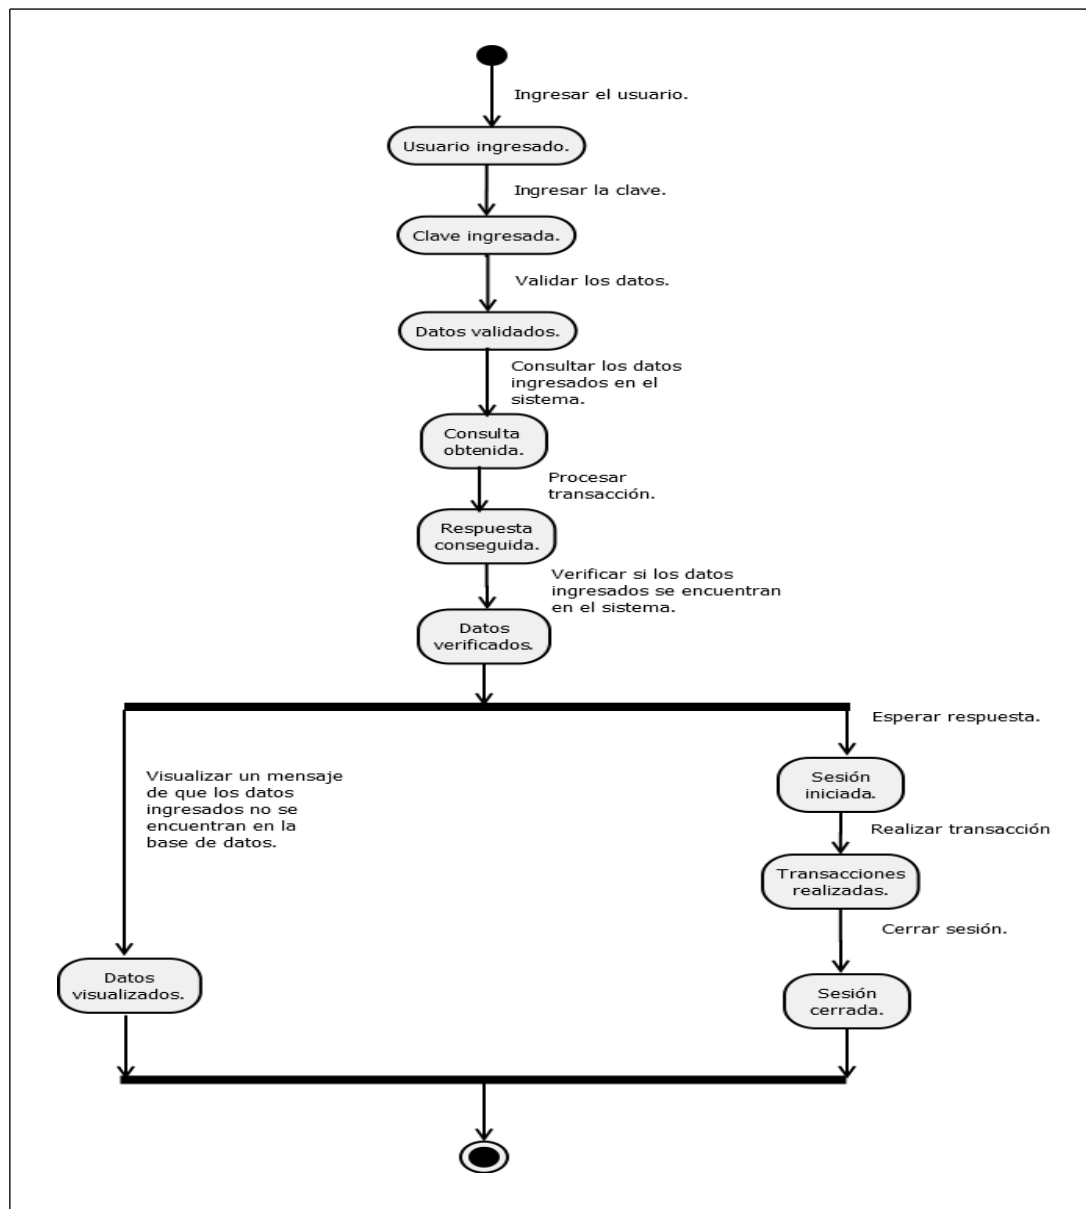 Ingresar el usuario.
Usuario ingresado.
Ingresar la clave.
Clave ingresada.
Validar los datos.
Datos validados.
Consultar los datos
ingresados en el
sistema.
Consulta
obtenida.
Procesar
transacción.
Respuesta
conseguida.
Verificar si los datos
ingresados se encuentran
en el sistema.
Datos
verificados.
Esperar respuesta.
Visualizar un mensaje
de que los datos
ingresados no se
encuentran en la
base de datos.
Sesión
iniciada.
Realizar transacción
Transacciones
realizadas.
Cerrar sesión.
Datos
visualizados.
Sesión
cerrada.